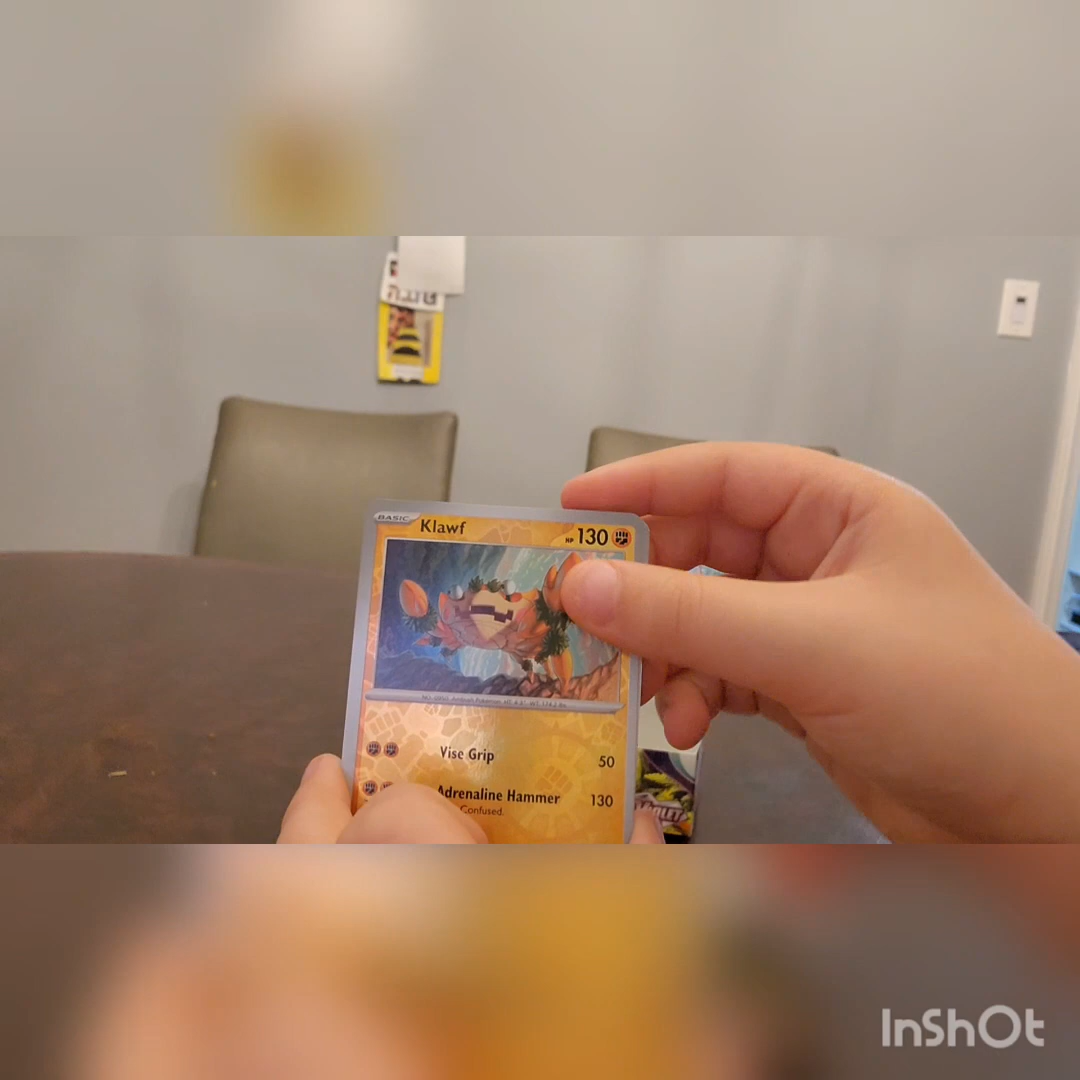 BASIC
Klawf
HP 130
Vise Grip 50
Adrenaline Hammer 130
Confused.
InShOt